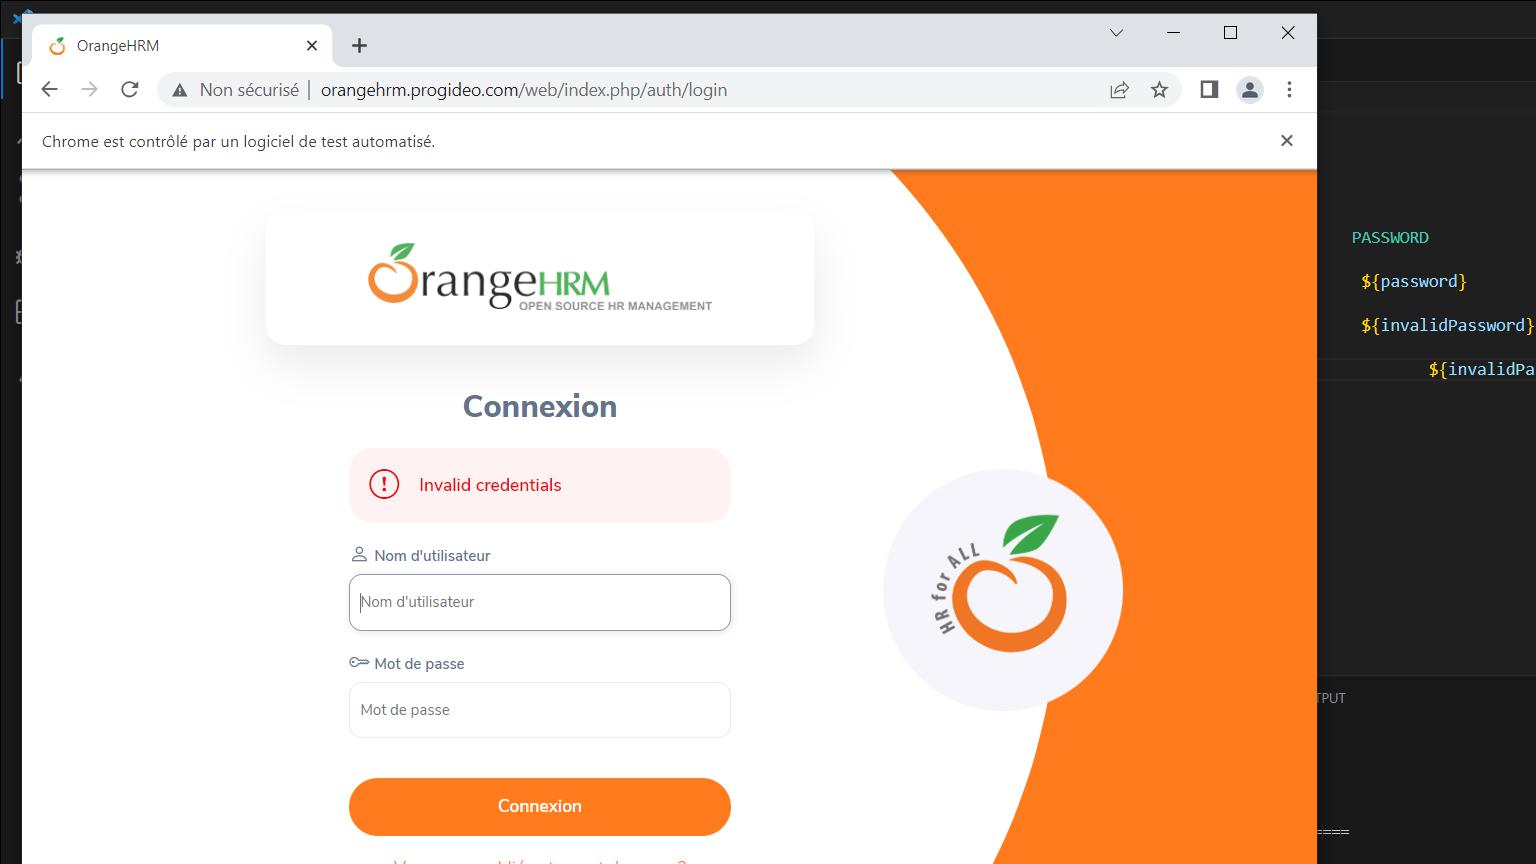 OrangeHRM
Non sécurisé
orangehrm.progideo.com/web/index.php/auth/login
Chrome est contrôlé par un logiciel de test automatisé.
OrangeHRM
OPEN SOURCE HR MANAGEMENT
Connexion
Invalid credentials
Nom d'utilisateur
Nom d'utilisateur
Mot de passe
Mot de passe
Connexion
HR for ALL
PASSWORD
${password}
${invalidPassword}
${invalidPa
TPUT
====